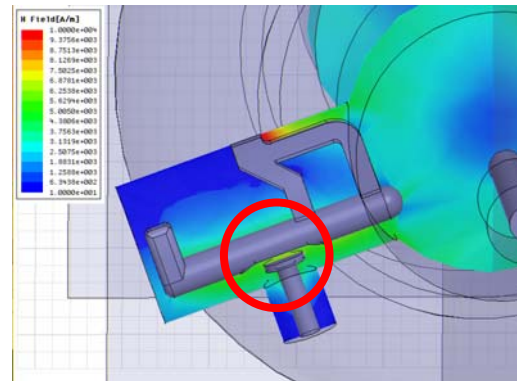 H Field[A/m]
1.0000e+004
9.3756e+003
8.7513e+003
8.1269e+003
7.5025e+003
6.8781e+003
6.2538e+003
5.6294e+003
5.0050e+003
4.3806e+003
3.7563e+003
3.1319e+003
2.5075e+003
1.8831e+003
1.2588e+003
6.3438e+002
1.0000e+001